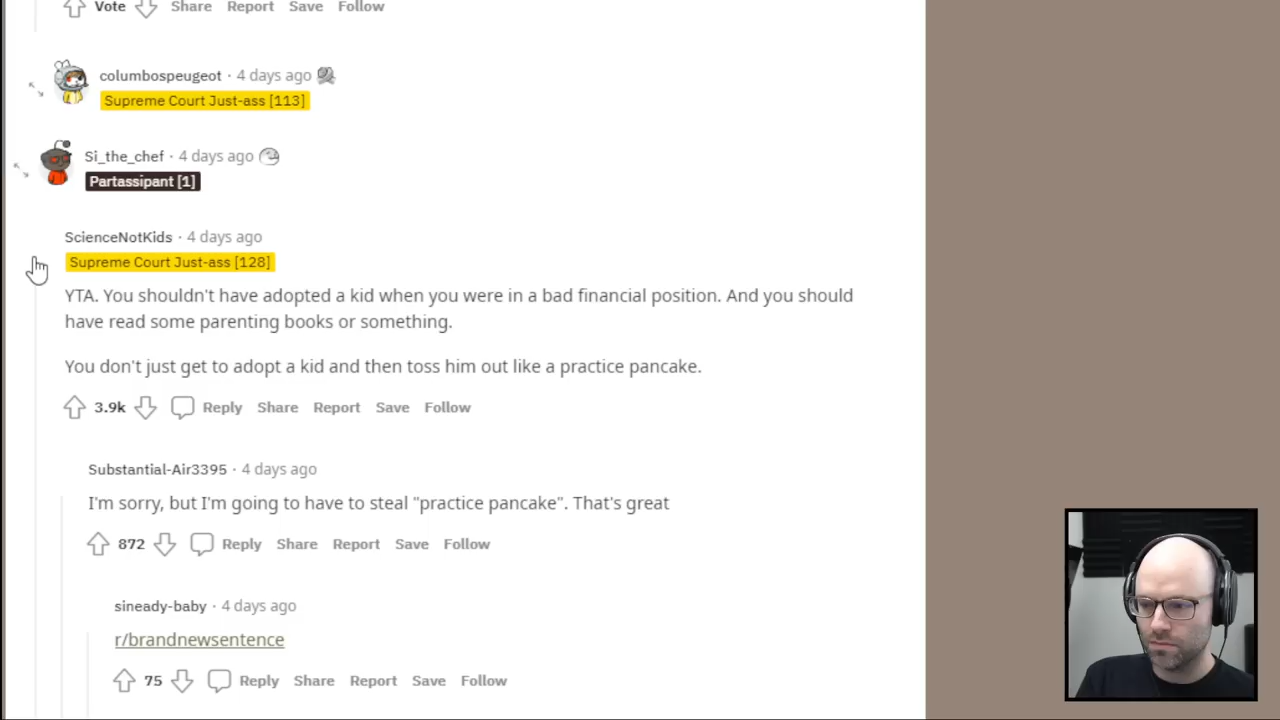 Vote Share Report Save Follow
columbospeugeot · 4 days ago
Supreme Court Just-ass [113]
Si_the_chef · 4 days ago
Partassipant [1]
ScienceNotKids · 4 days ago
Supreme Court Just-ass [128]
YTA. You shouldn't have adopted a kid when you were in a bad financial position. And you should
have read some parenting books or something.
You don't just get to adopt a kid and then toss him out like a practice pancake.
3.9k Reply Share Report Save Follow
Substantial-Air3395 · 4 days ago
I'm sorry, but I'm going to have to steal "practice pancake". That's great
872 Reply Share Report Save Follow
sineady-baby · 4 days ago
r/brandnewsentence
75 Reply Share Report Save Follow